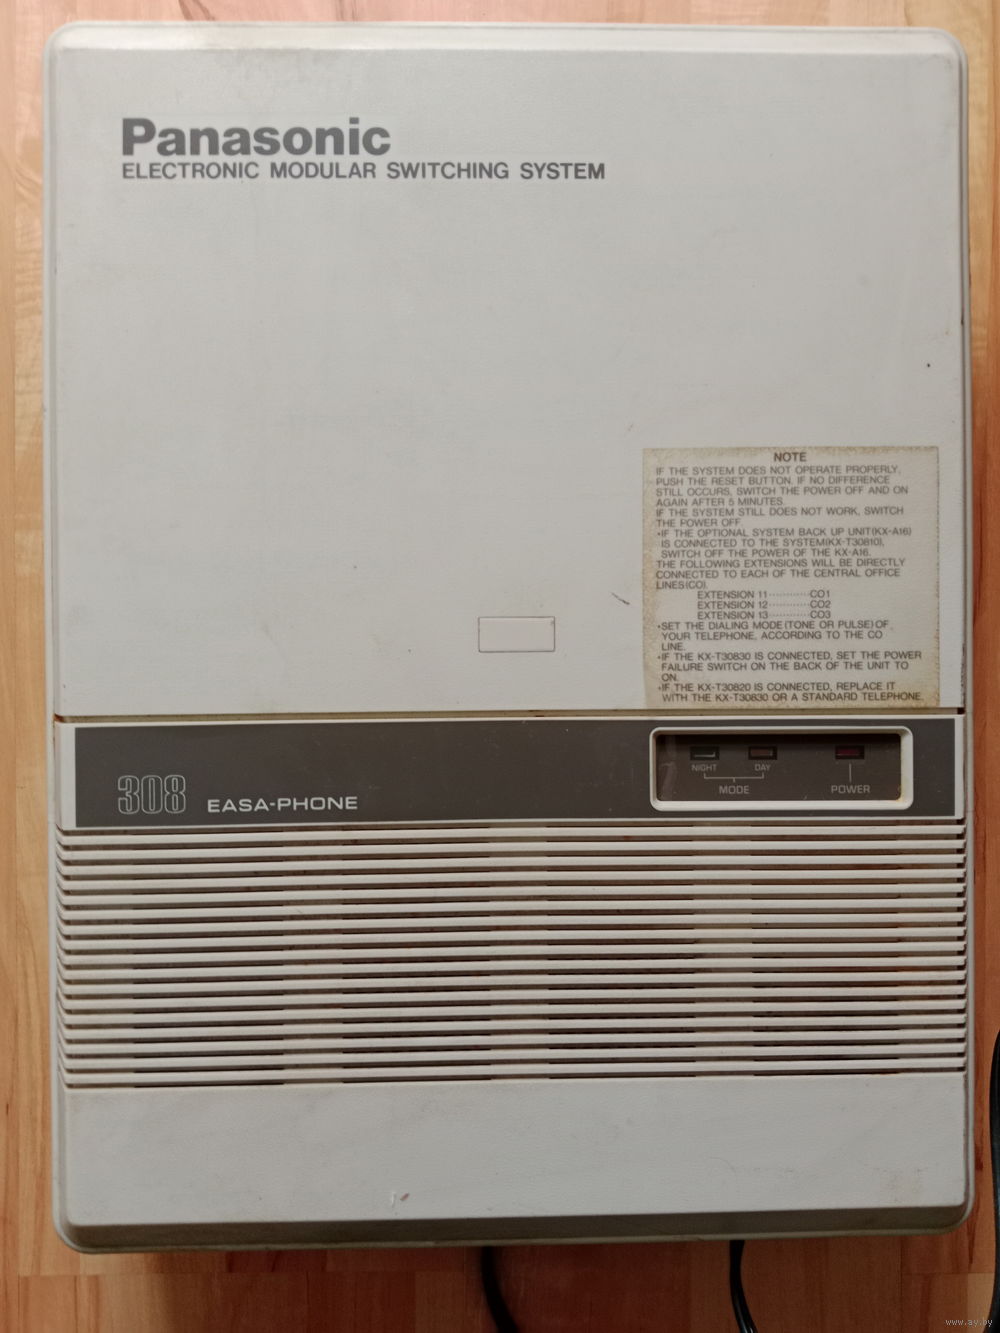 Panasonic
ELECTRONIC MODULAR SWITCHING SYSTEM
NOTE
IF THE SYSTEM DOES NOT OPERATE PROPERLY,
PUSH THE RESET BUTTON. IF NO DIFFERENCE
STILL OCCURS, SWITCH THE POWER OFF AND ON
AGAIN AFTER 5 MINUTES.
IF THE SYSTEM STILL DOES NOT WORK, SWITCH
THE POWER OFF.
•IF THE OPTIONAL SYSTEM BACK UP UNIT(KX-A16)
IS CONNECTED TO THE SYSTEM(KX-T30810),
SWITCH OFF THE POWER OF THE KX-A16.
THE FOLLOWING EXTENSIONS WILL BE DIRECTLY
CONNECTED TO EACH OF THE CENTRAL OFFICE
LINES(CO).
EXTENSION 11············CO1
EXTENSION 12············CO2
EXTENSION 13············CO3
•SET THE DIALING MODE(TONE OR PULSE)OF
YOUR TELEPHONE, ACCORDING TO THE CO
LINE.
•IF THE KX-T30830 IS CONNECTED, SET THE POWER
FAILURE SWITCH ON THE BACK OF THE UNIT TO
ON.
•IF THE KX-T30820 IS CONNECTED, REPLACE IT
WITH THE KX-T30830 OR A STANDARD TELEPHONE.
308 EASA-PHONE
NIGHT DAY
MODE POWER
www.ay.by